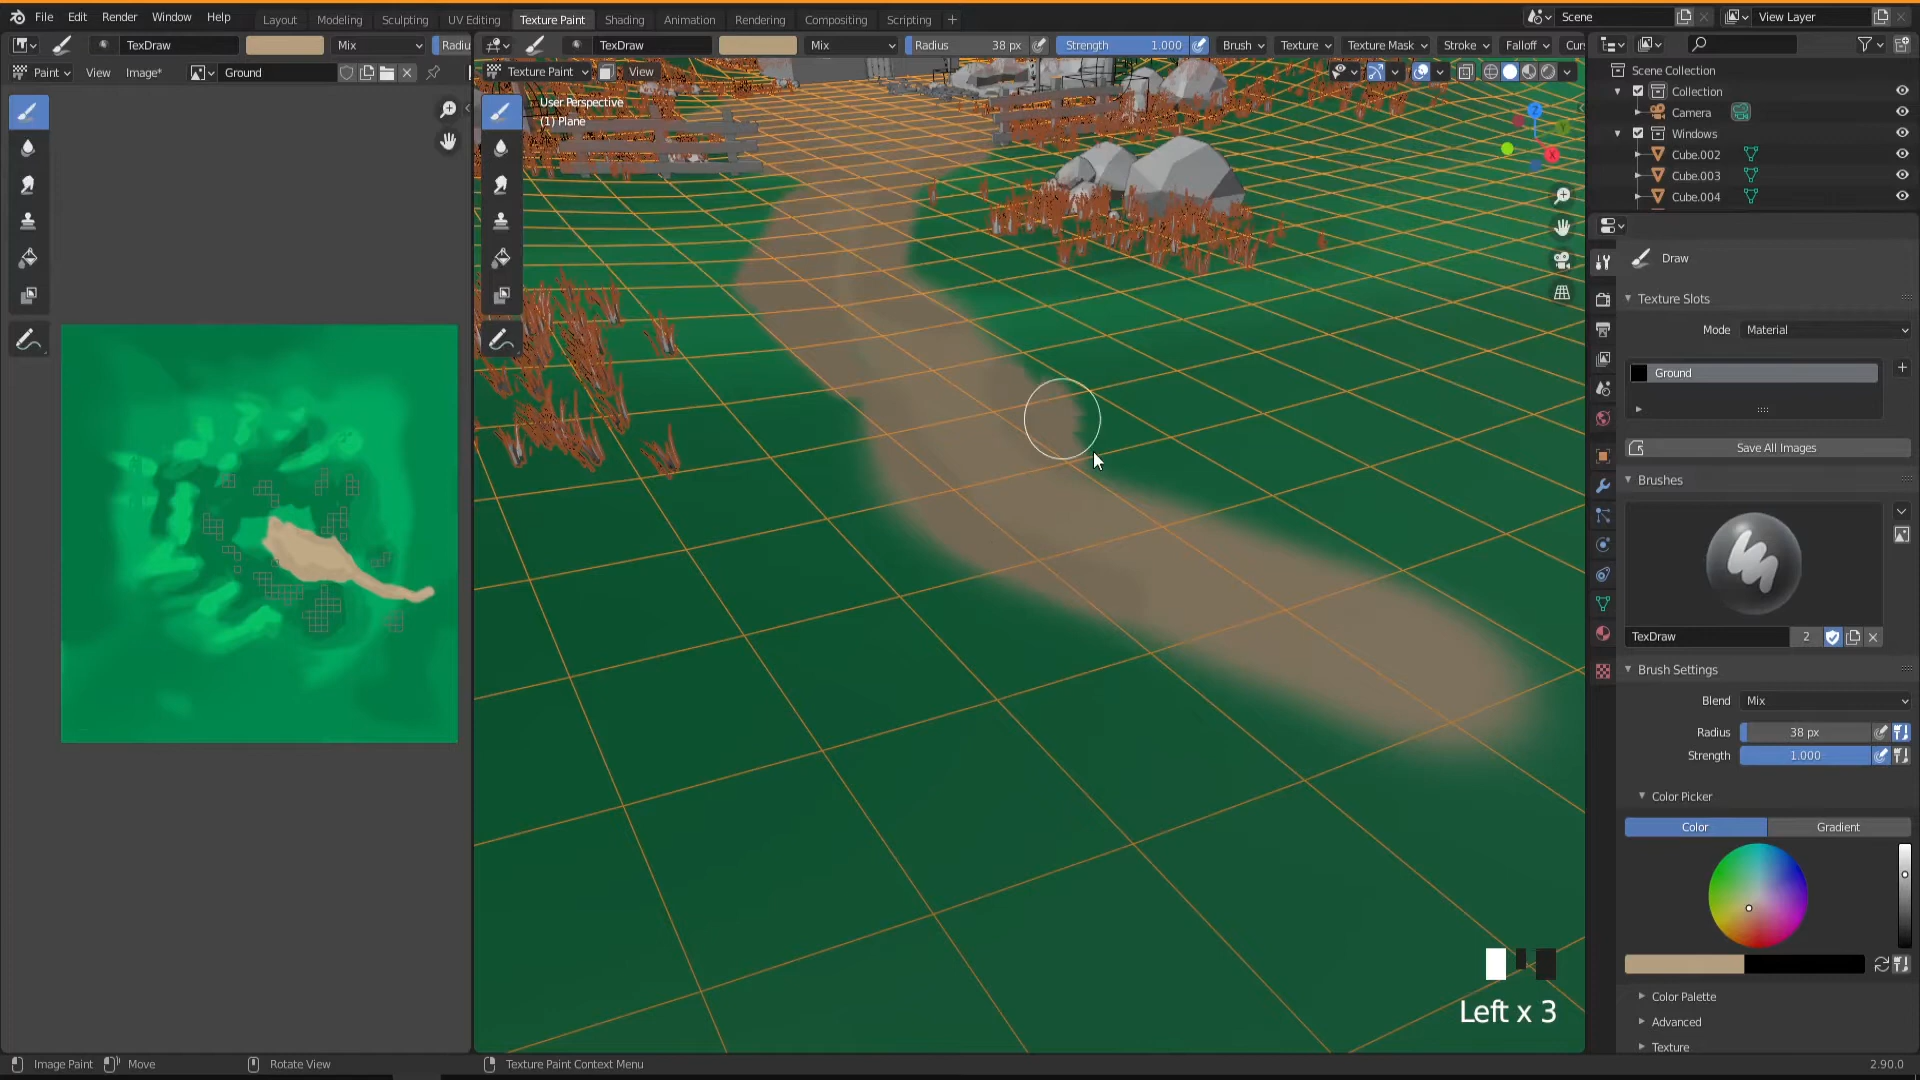 File Edit Render Window Help
Layout Modeling Sculpting UV Editing Texture Paint Shading Animation Rendering Compositing Scripting +
Scene
View Layer
TexDraw Mix Radiu
TexDraw Mix Radius 38 px Strength 1.000 Brush Texture Texture Mask Stroke Falloff Cur
Paint View Image* Ground
Texture Paint View
User Perspective
(1) Plane
Scene Collection
Collection
Camera
Windows
Cube.002
Cube.003
Cube.004
Draw
Texture Slots
Mode Material
Ground
Save All Images
Brushes
TexDraw 2
Brush Settings
Blend Mix
Radius 38 px
Strength 1.000
Color Picker
Color Gradient
Color Palette
Advanced
Texture
Left x 3
Image Paint Move Rotate View Texture Paint Context Menu 2.90.0